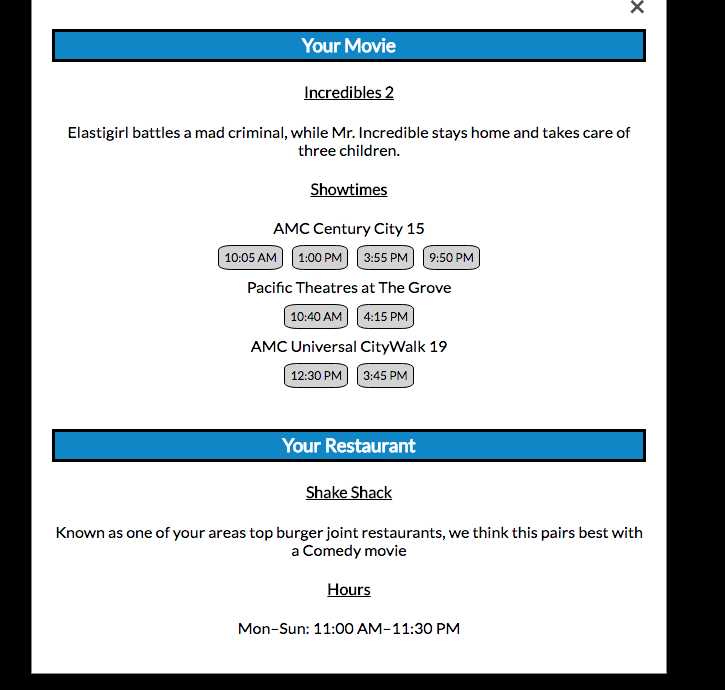 Your Movie
Incredibles 2
Elastigirl battles a mad criminal, while Mr. Incredible stays home and takes care of
three children.
Showtimes
AMC Century City 15
10:05 AM 1:00 PM 3:55 PM 9:50 PM
Pacific Theatres at The Grove
10:40 AM 4:15 PM
AMC Universal CityWalk 19
12:30 PM 3:45 PM
Your Restaurant
Shake Shack
Known as one of your areas top burger joint restaurants, we think this pairs best with
a Comedy movie
Hours
Mon–Sun: 11:00 AM–11:30 PM